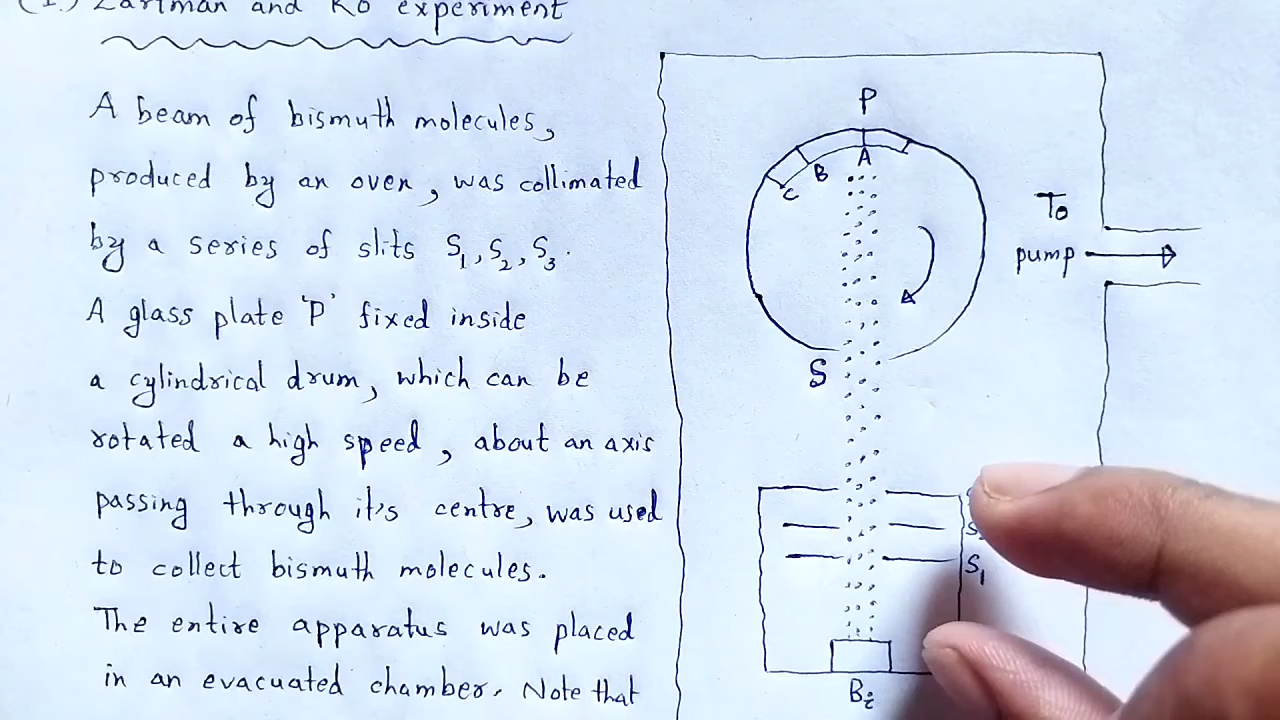 (1.) Zartman and Ko experiment
A beam of bismuth molecules,
produced by an oven, was collimated
by a series of slits S₁, S₂, S₃.
A glass plate 'P' fixed inside
a cylindrical drum, which can be
rotated a high speed, about an axis
passing through it's centre, was used
to collect bismuth molecules.
The entire apparatus was placed
in an evacuated chamber. Note that
P
A
B
C
To
pump
S
S₁
Bi